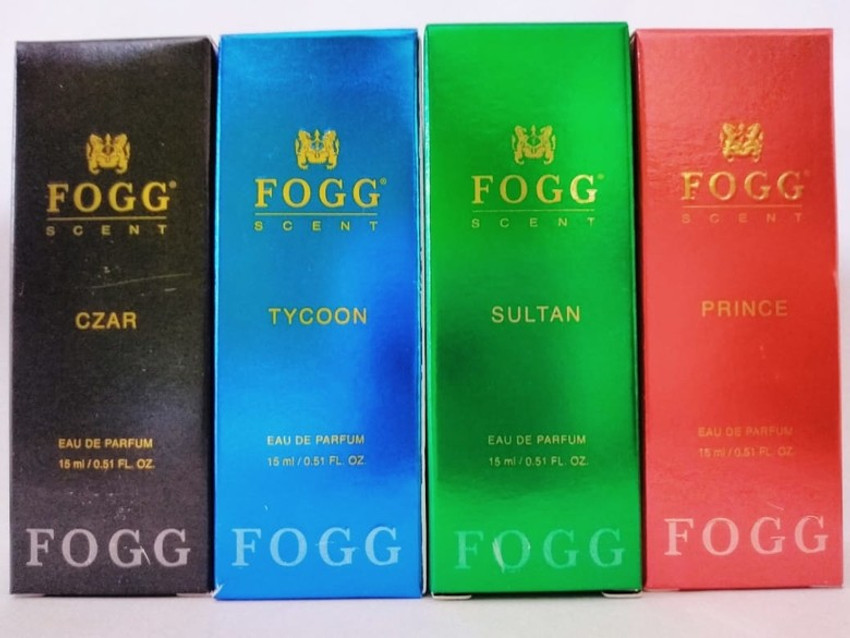 FOGG®
SCENT
CZAR
EAU DE PARFUM
15 ml / 0.51 FL. OZ.
FOGG
FOGG®
SCENT
TYCOON
EAU DE PARFUM
15 ml / 0.51 FL. OZ.
FOGG
FOGG®
SCENT
SULTAN
EAU DE PARFUM
15 ml / 0.51 FL. OZ.
FOGG
FOGG®
SCENT
PRINCE
EAU DE PARFUM
15 ml / 0.51 FL. OZ.
FOGG